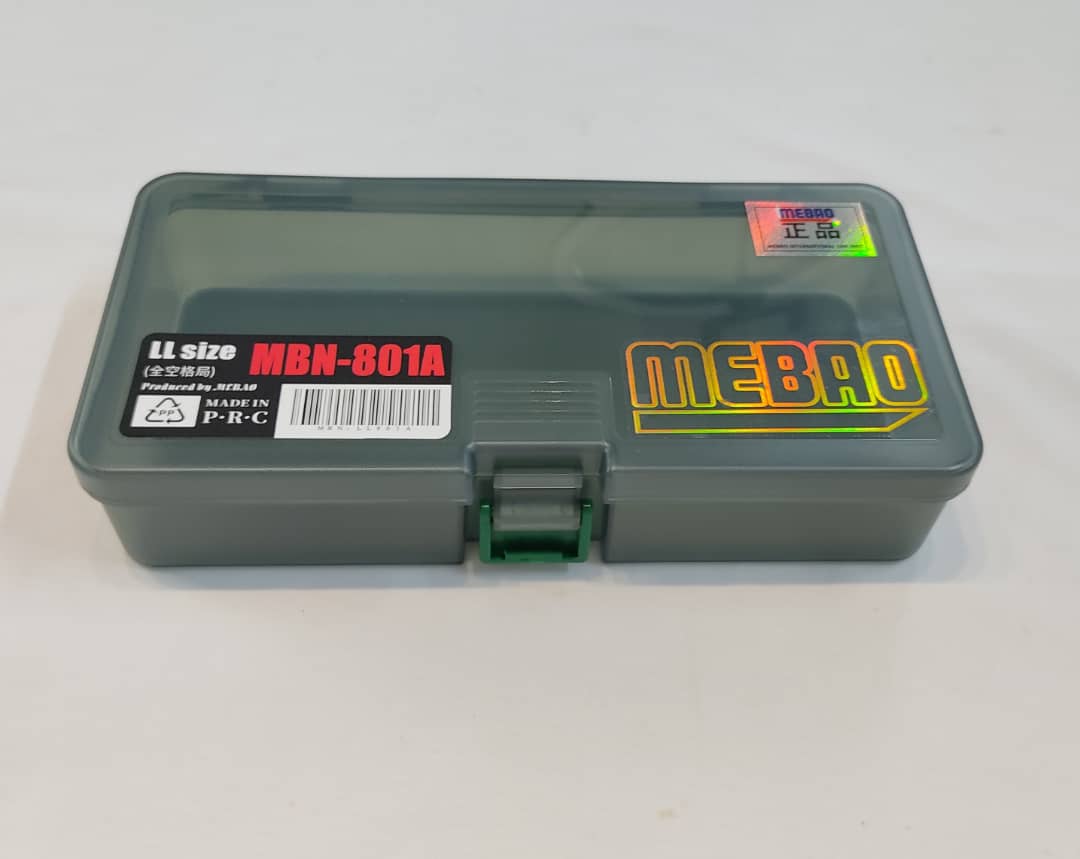 MEBAO
正品
LL size
MBN-801A
(全空格局)
Produced by MEBAO
PP
MADE IN
P·R·C
MEBAO